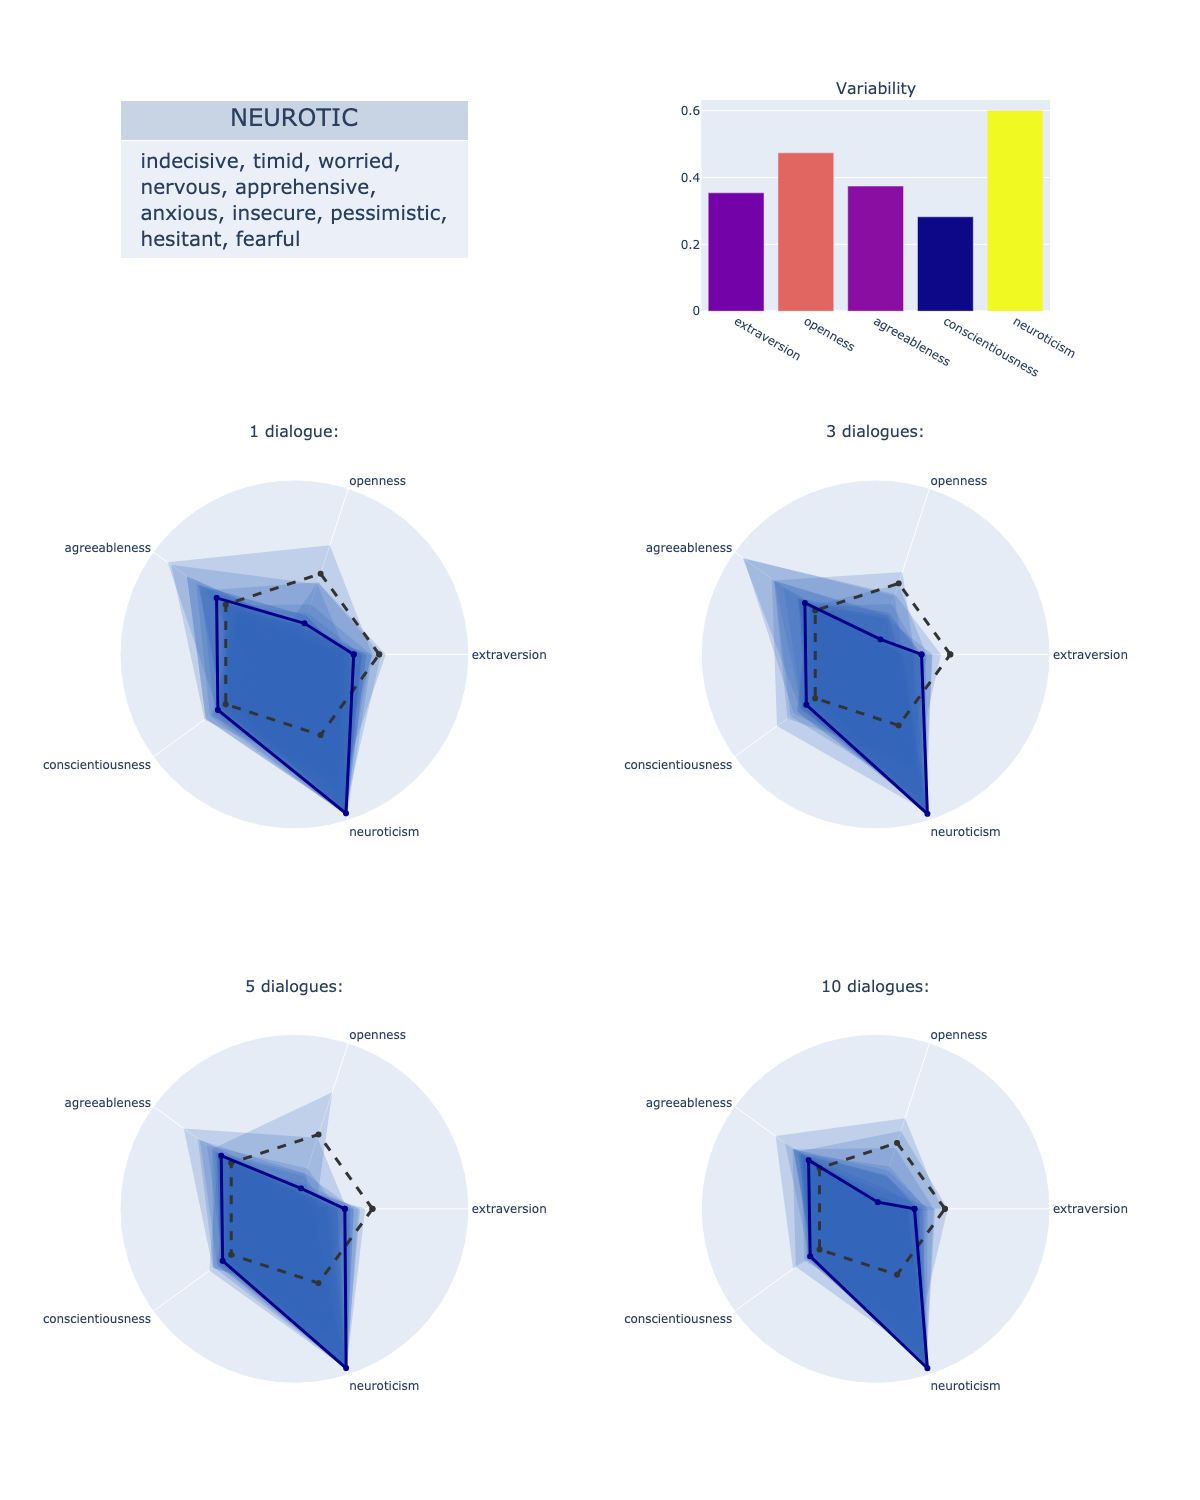 NEUROTIC
indecisive, timid, worried,
nervous, apprehensive,
anxious, insecure, pessimistic,
hesitant, fearful
Variability
0.6
0.4
0.2
0
extraversion
openness
agreeableness
conscientiousness
neuroticism
1 dialogue:
openness
agreeableness
extraversion
conscientiousness
neuroticism
3 dialogues:
openness
agreeableness
extraversion
conscientiousness
neuroticism
5 dialogues:
openness
agreeableness
extraversion
conscientiousness
neuroticism
10 dialogues:
openness
agreeableness
extraversion
conscientiousness
neuroticism